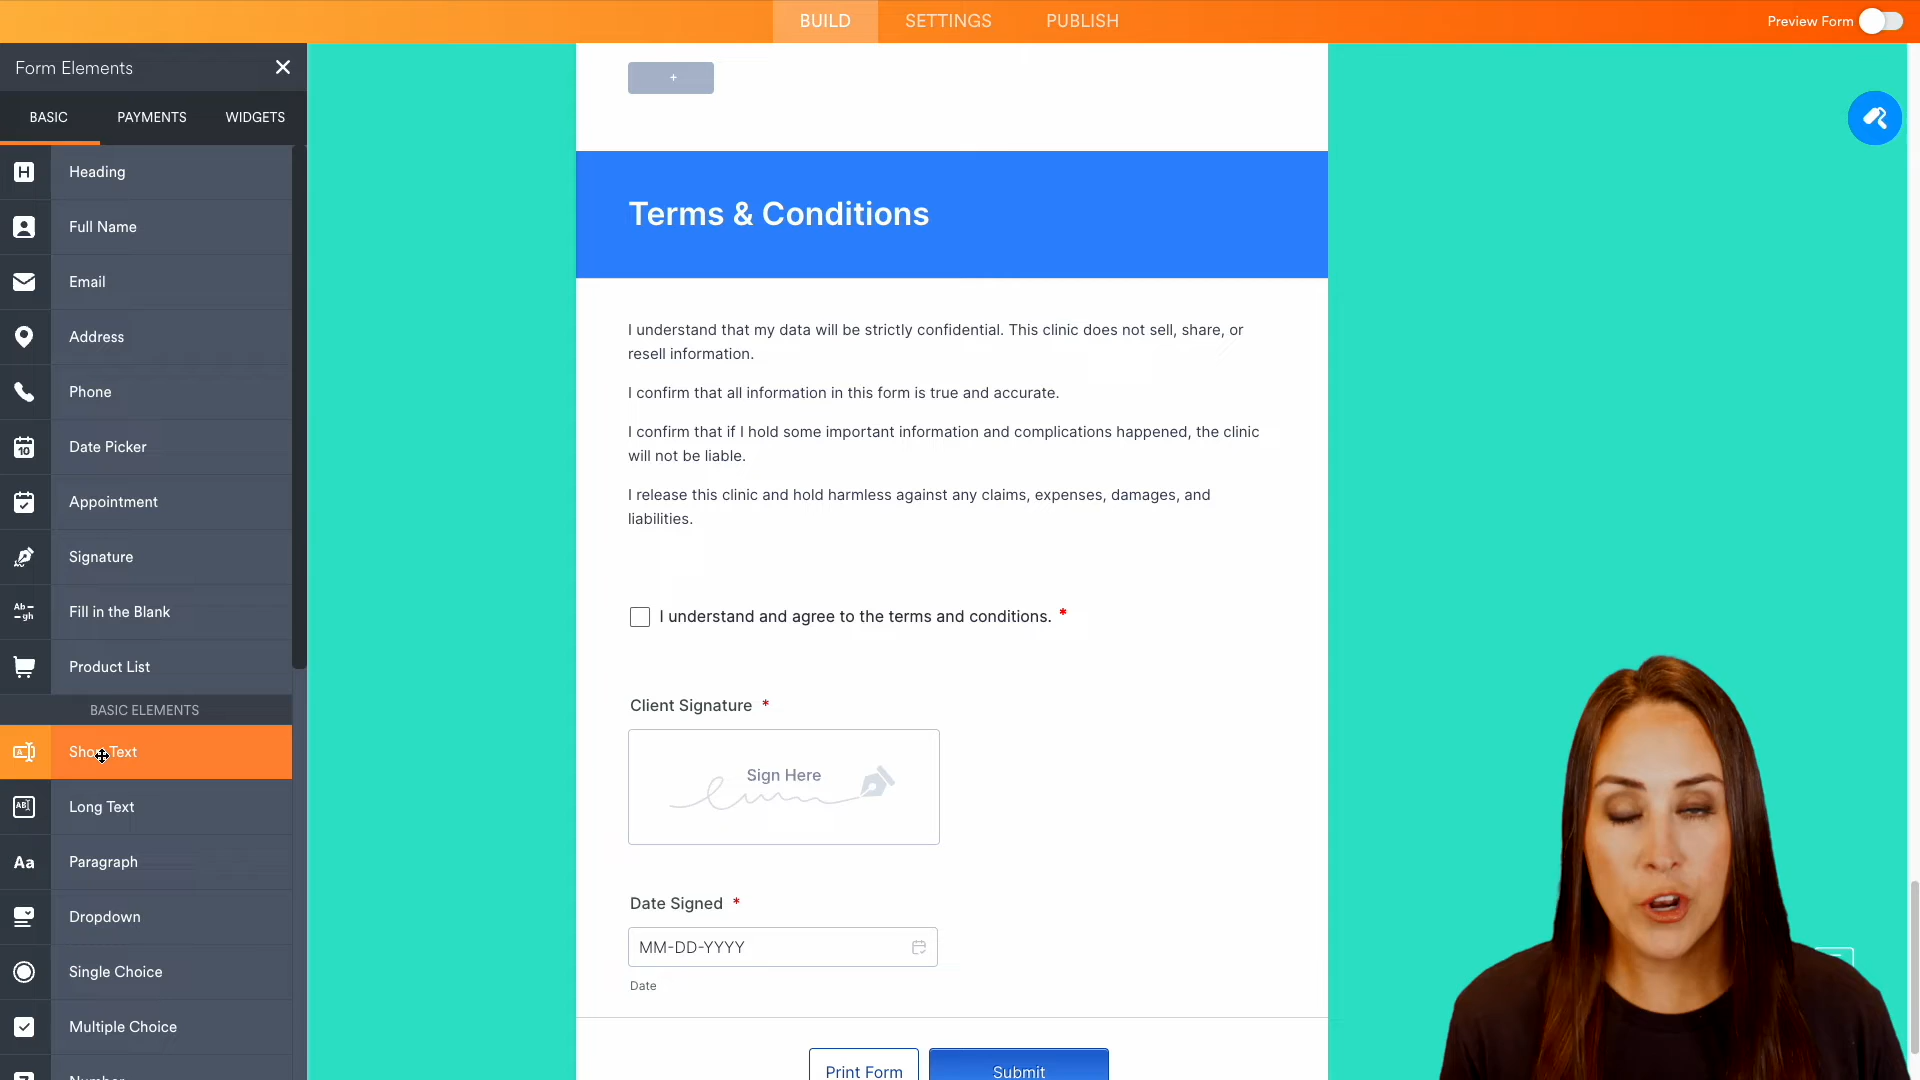 BUILD
SETTINGS
PUBLISH
Preview Form
Form Elements
BASIC
PAYMENTS
WIDGETS
Heading
Full Name
Email
Address
Phone
Date Picker
Appointment
Signature
Fill in the Blank
Product List
BASIC ELEMENTS
Short Text
Long Text
Paragraph
Dropdown
Single Choice
Multiple Choice
+
Terms & Conditions
I understand that my data will be strictly confidential. This clinic does not sell, share, or
resell information.
I confirm that all information in this form is true and accurate.
I confirm that if I hold some important information and complications happened, the clinic
will not be liable.
I release this clinic and hold harmless against any claims, expenses, damages, and
liabilities.
I understand and agree to the terms and conditions. *
Client Signature *
Sign Here
Date Signed *
MM-DD-YYYY
Date
Print Form
Submit